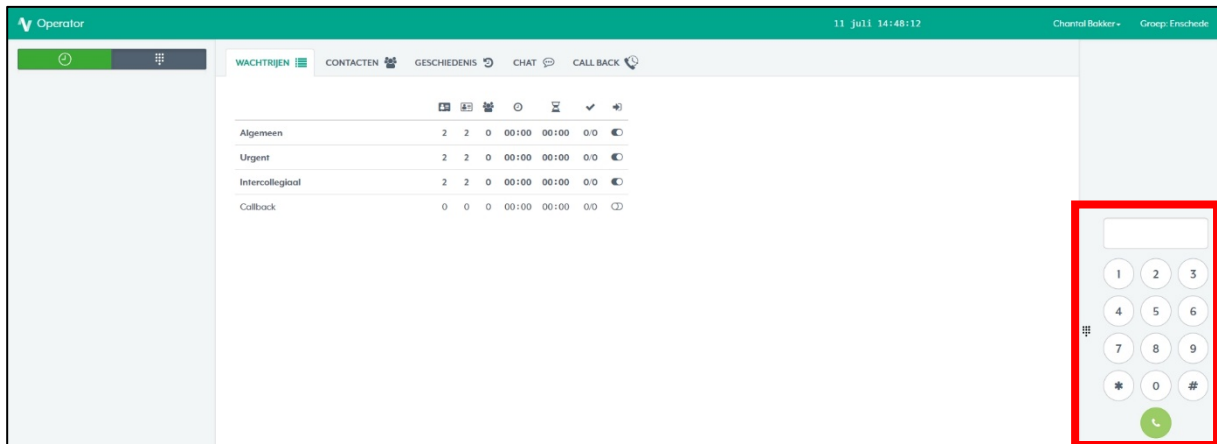 Operator 11 juli 14:48:12 Chantal Bakker Groep: Enschede
WACHTRIJEN CONTACTEN GESCHIEDENIS CHAT CALL BACK
Algemeen 2 2 0 00:00 00:00 0/0
Urgent 2 2 0 00:00 00:00 0/0
Intercollegiaal 2 2 0 00:00 00:00 0/0
Callback 0 0 0 00:00 00:00 0/0
1 2 3
4 5 6
7 8 9
* 0 #